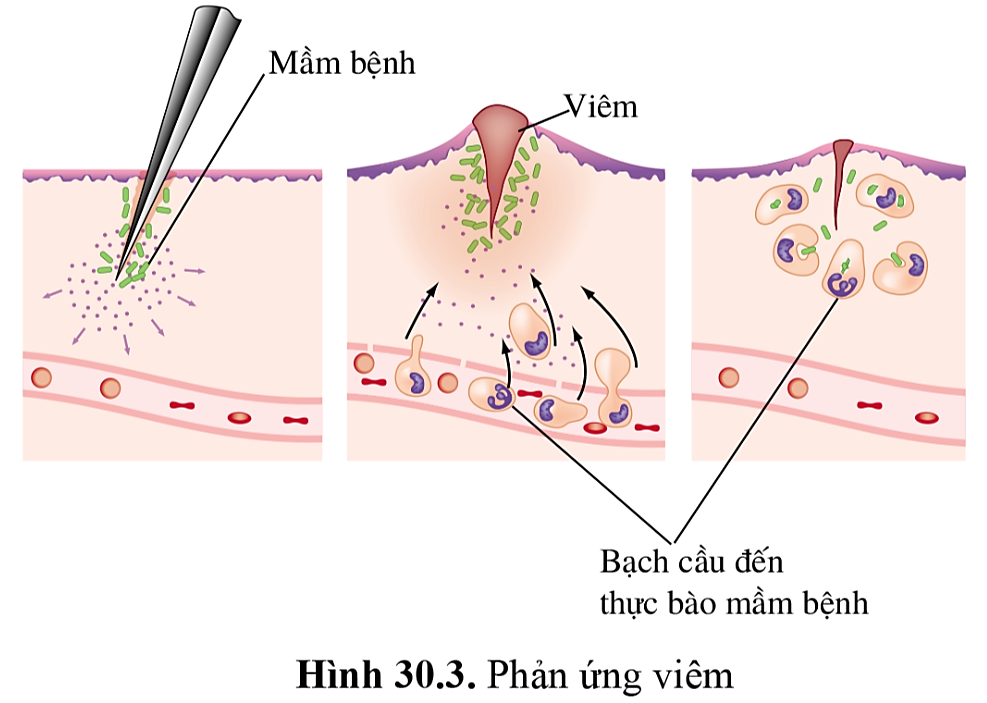 Mầm bệnh
Viêm
Bạch cầu đến
thực bào mầm bệnh
Hình 30.3. Phản ứng viêm